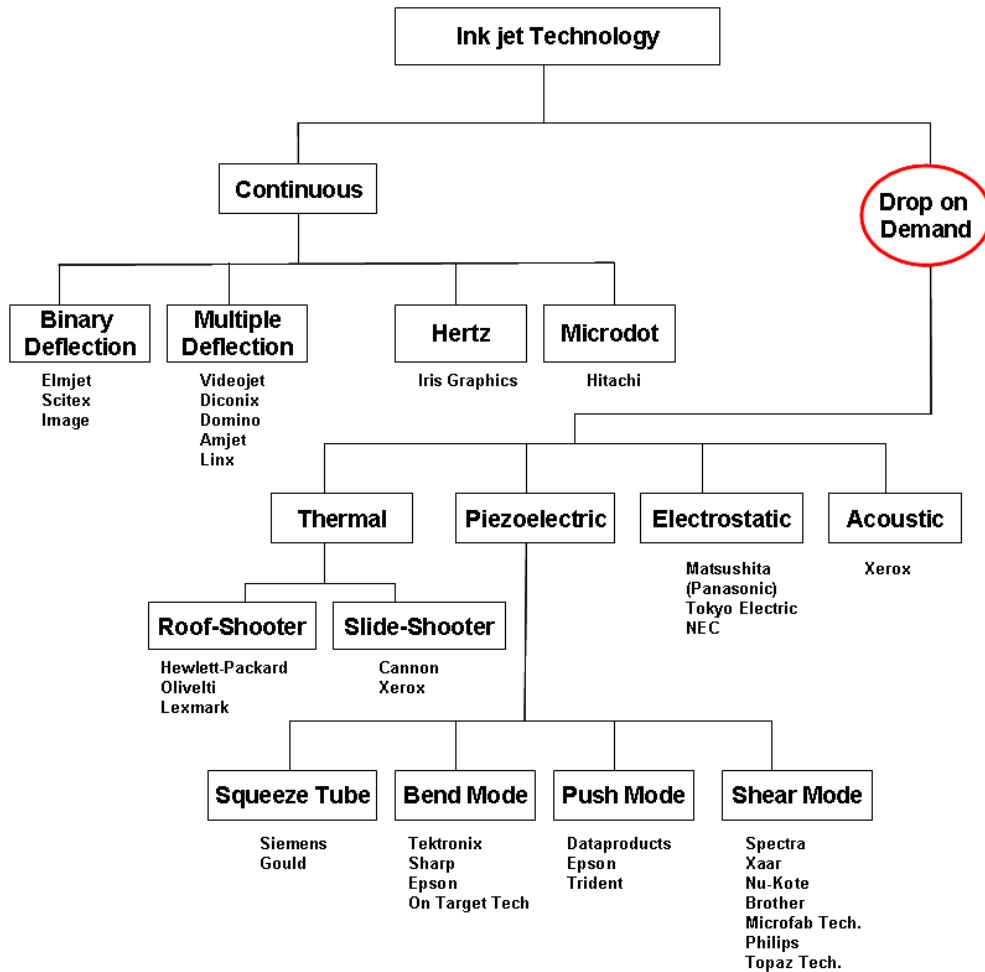 Ink jet Technology
Continuous
Drop on
Demand
Binary
Deflection
Multiple
Deflection
Hertz
Microdot
Elmjet
Scitex
Image
Videojet
Diconix
Domino
Amjet
Linx
Iris Graphics
Hitachi
Thermal
Piezoelectric
Electrostatic
Acoustic
Matsushita
(Panasonic)
Tokyo Electric
NEC
Xerox
Roof-Shooter
Slide-Shooter
Hewlett-Packard
Olivelti
Lexmark
Cannon
Xerox
Squeeze Tube
Bend Mode
Push Mode
Shear Mode
Siemens
Gould
Tektronix
Sharp
Epson
On Target Tech
Dataproducts
Epson
Trident
Spectra
Xaar
Nu-Kote
Brother
Microfab Tech.
Philips
Topaz Tech.